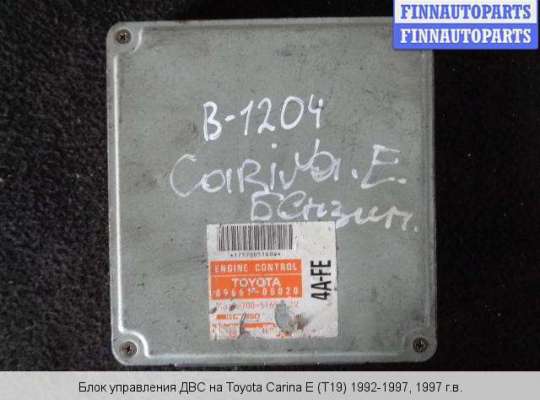 FINNAUTOPARTS
FINNAUTOPARTS
B-1204
CARiNa.E.
бензин.
ENGINE CONTROL
TOYOTA
4A-FE
Блок управления ДВС на Toyota Carina E (T19) 1992-1997, 1997 г.в.